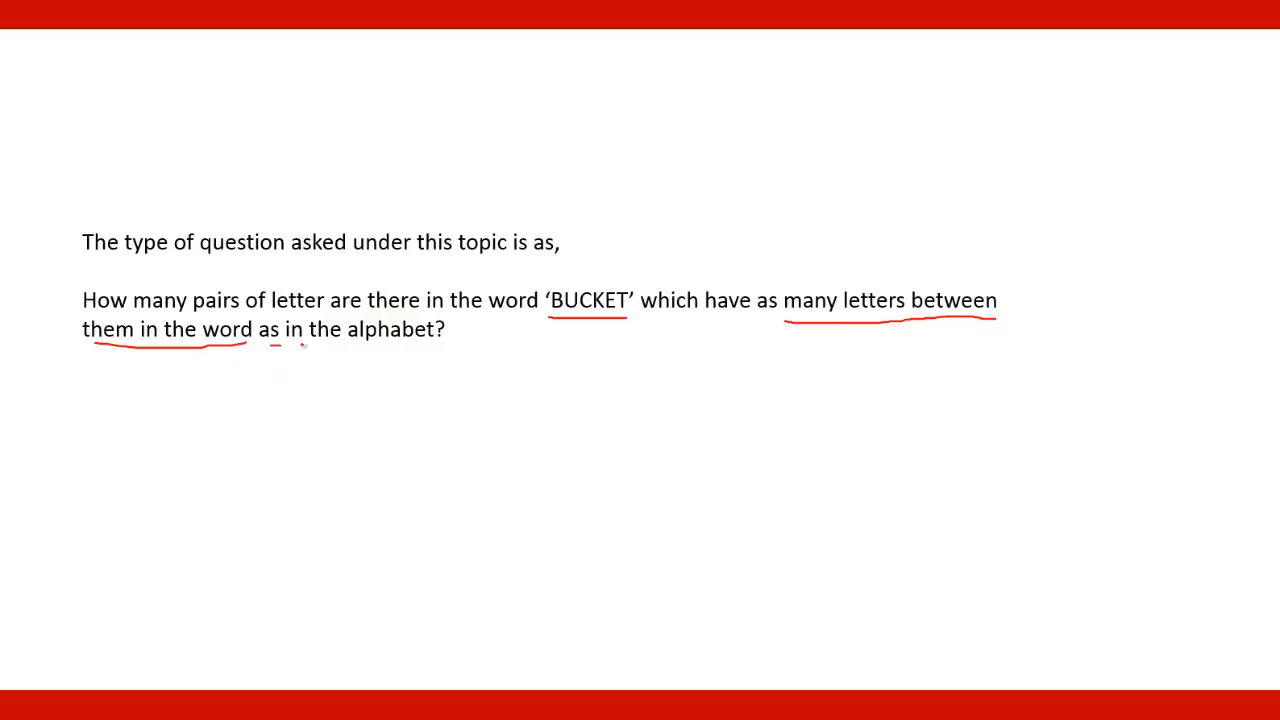 The type of question asked under this topic is as,
How many pairs of letter are there in the word ‘BUCKET’ which have as many letters between
them in the word as in the alphabet?